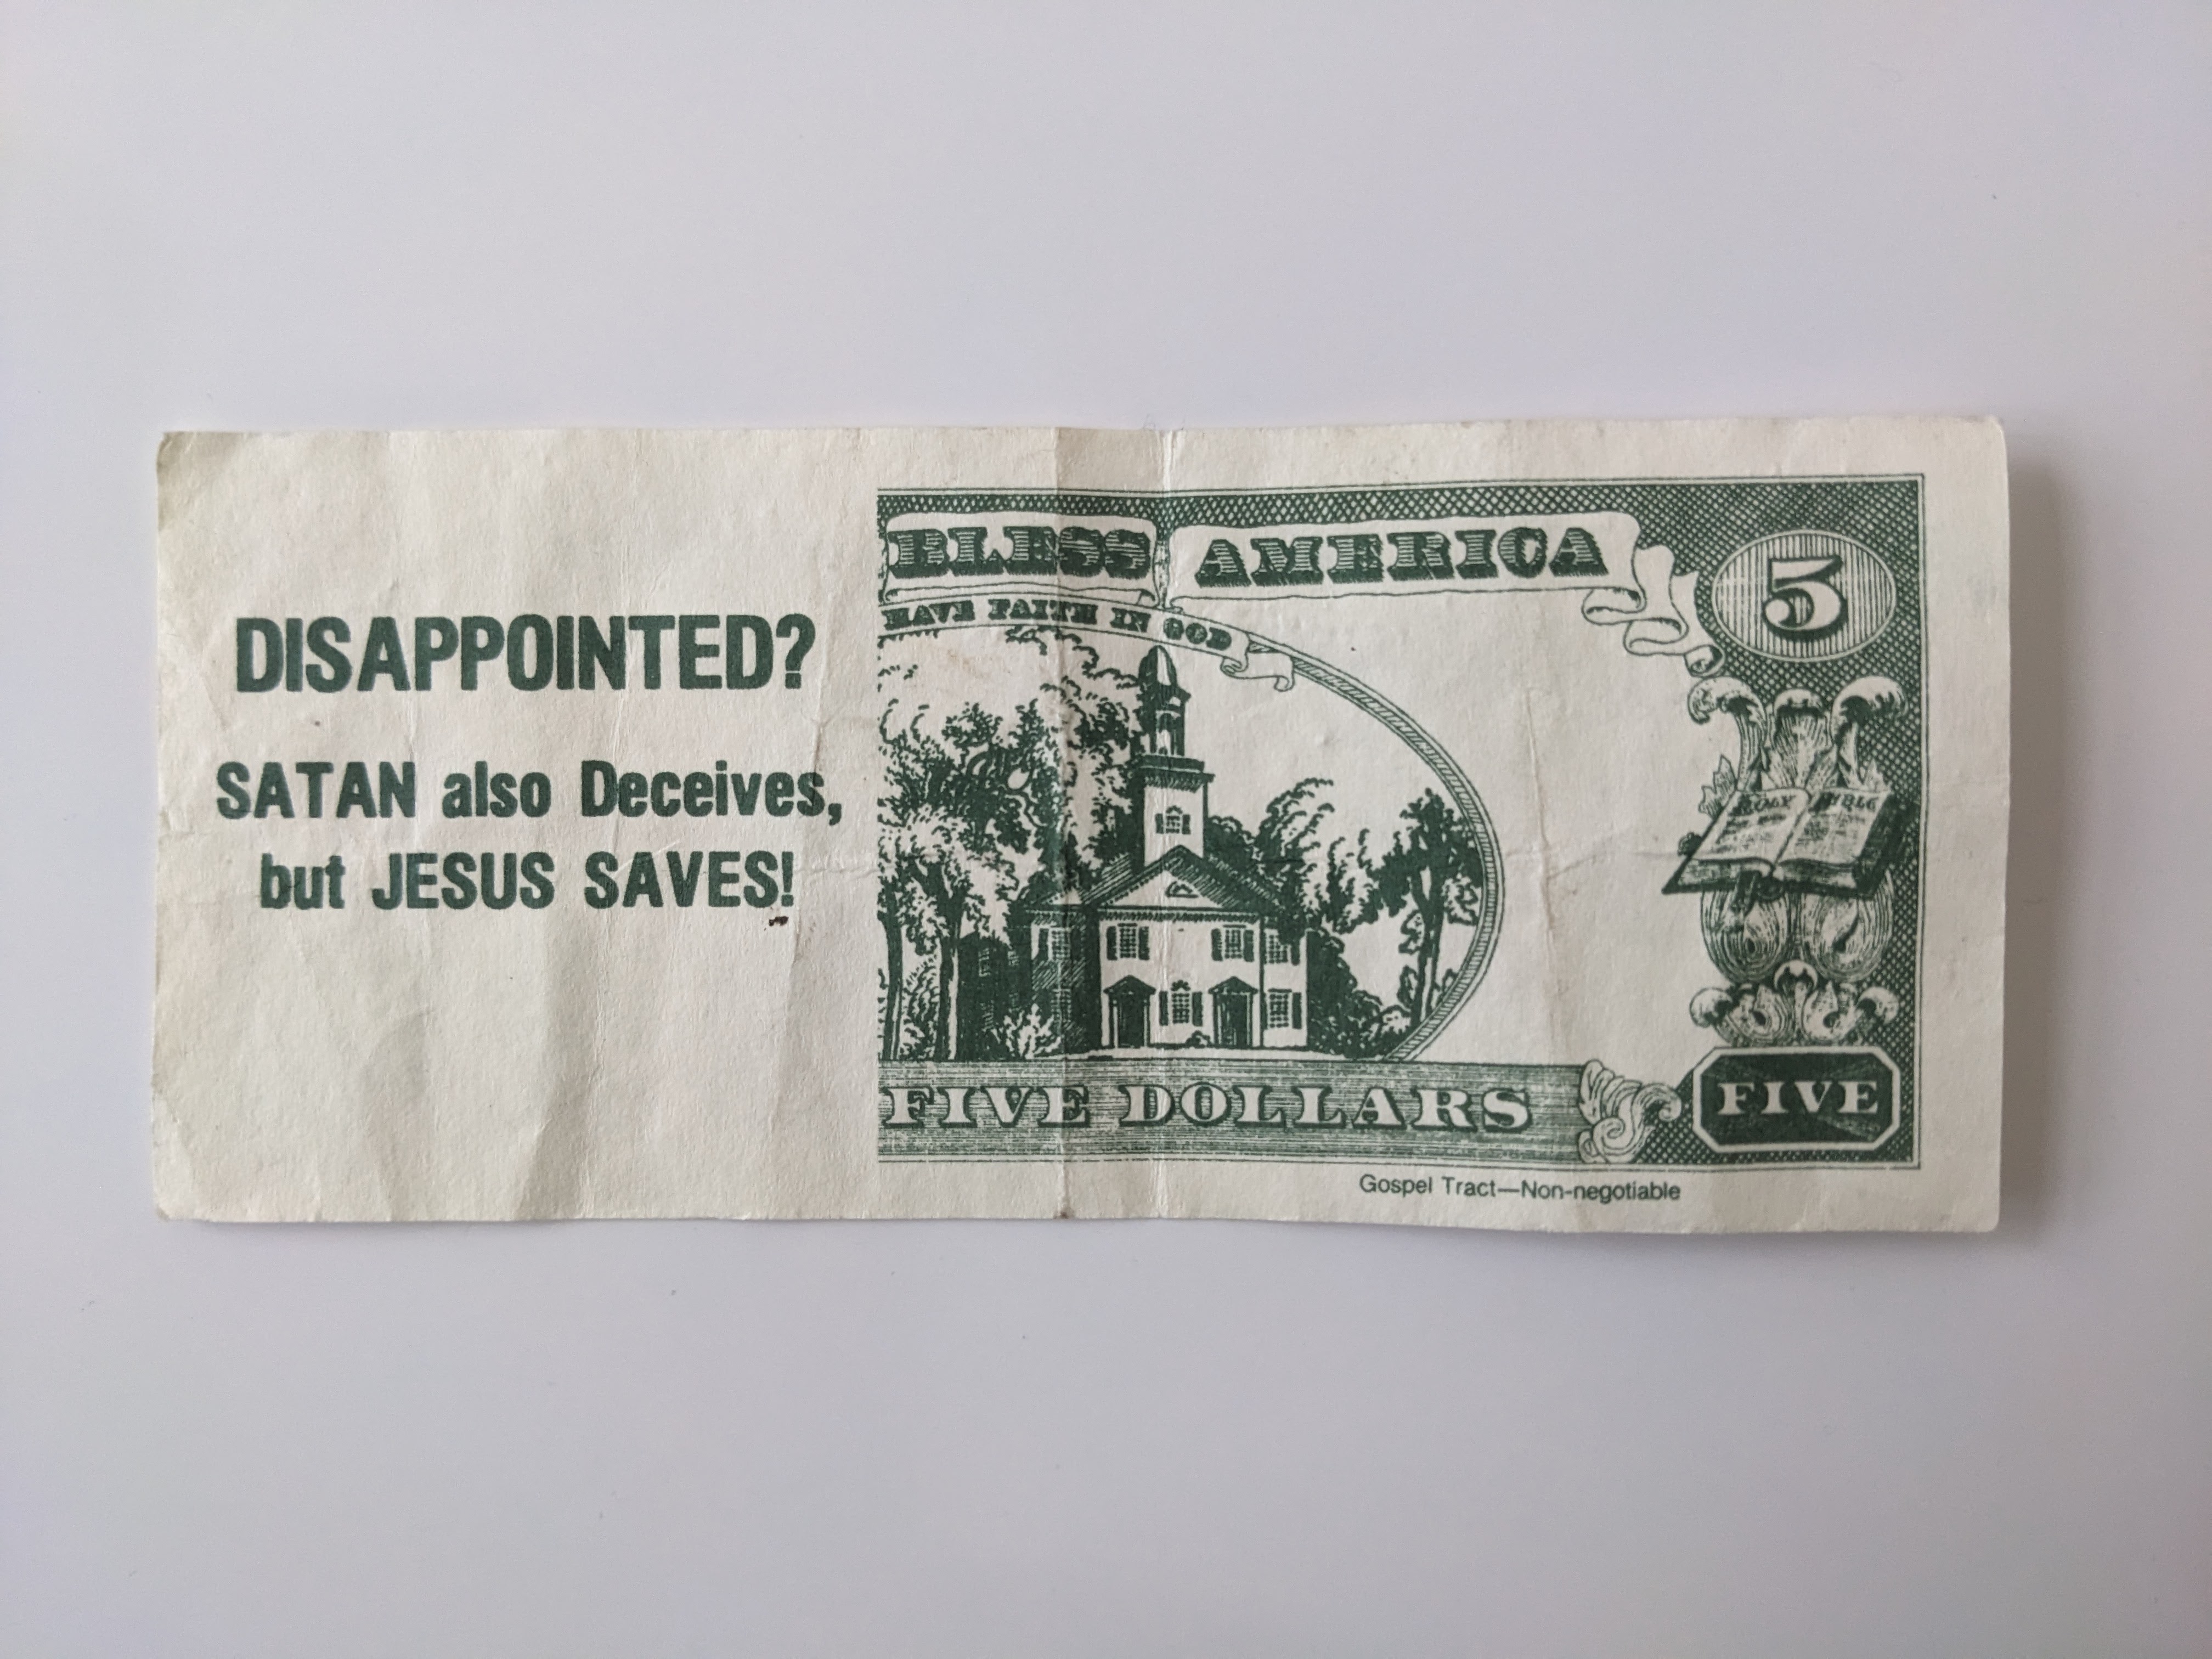 DISAPPOINTED?
SATAN also Deceives,
but JESUS SAVES!
BLESS AMERICA
HAVE FAITH IN GOD
5
HOLY BIBLE
FIVE DOLLARS
FIVE
Gospel Tract—Non-negotiable